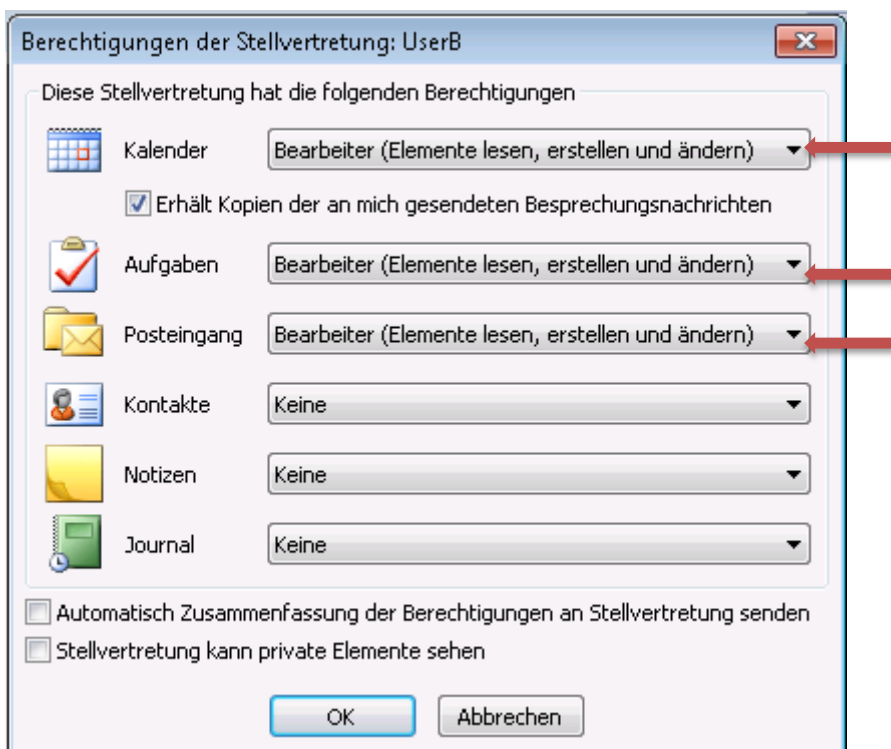 Berechtigungen der Stellvertretung: UserB
Diese Stellvertretung hat die folgenden Berechtigungen
Kalender Bearbeiter (Elemente lesen, erstellen und ändern)
Erhält Kopien der an mich gesendeten Besprechungsnachrichten
Aufgaben Bearbeiter (Elemente lesen, erstellen und ändern)
Posteingang Bearbeiter (Elemente lesen, erstellen und ändern)
Kontakte Keine
Notizen Keine
Journal Keine
Automatisch Zusammenfassung der Berechtigungen an Stellvertretung senden
Stellvertretung kann private Elemente sehen
OK Abbrechen